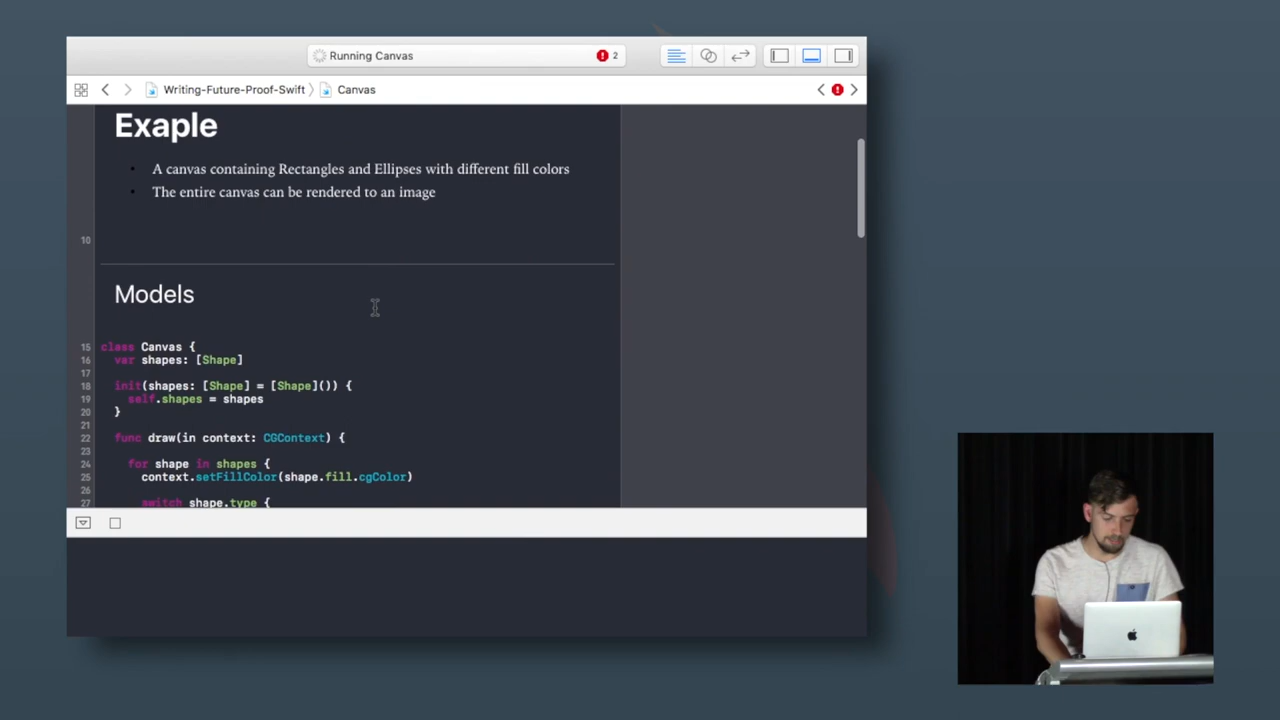 Running Canvas
2
Writing-Future-Proof-Swift
Canvas
Exaple
• A canvas containing Rectangles and Ellipses with different fill colors
• The entire canvas can be rendered to an image
10
Models
15 class Canvas {
16 var shapes: [Shape]
17
18 init(shapes: [Shape] = [Shape]()) {
19 self.shapes = shapes
20 }
21
22 func draw(in context: CGContext) {
23
24 for shape in shapes {
25 context.setFillColor(shape.fill.cgColor)
26
27 switch shape.type {